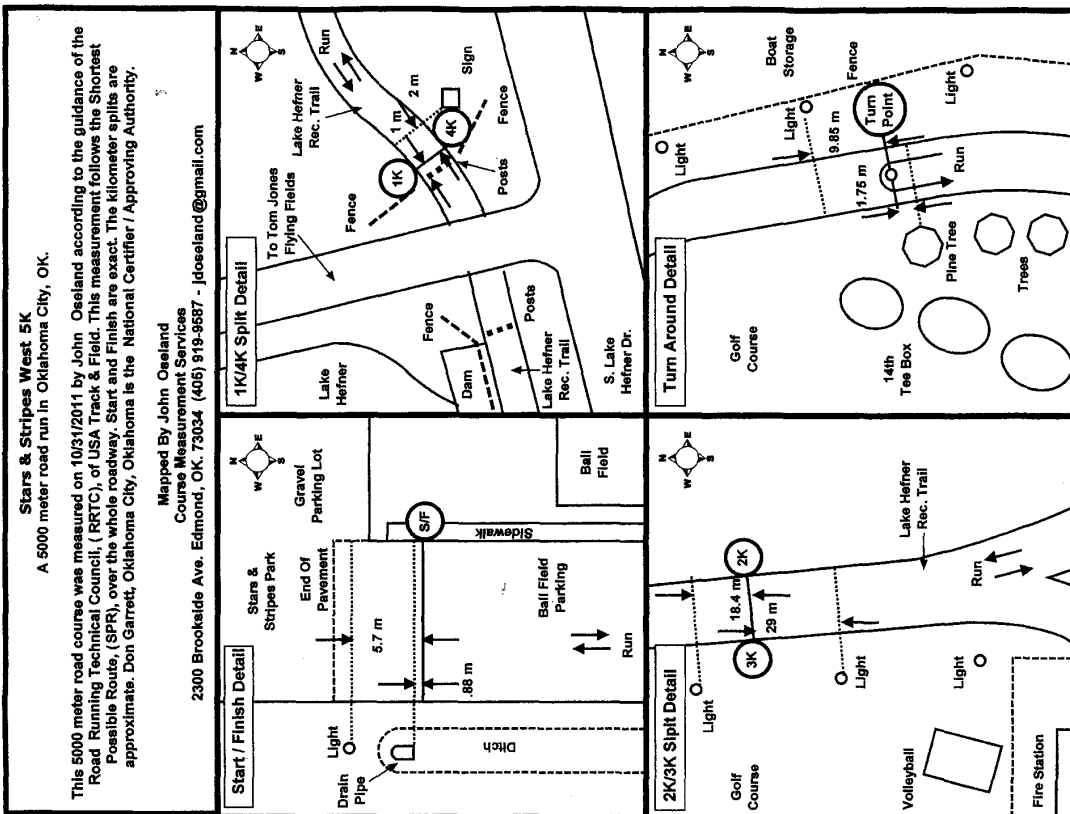 Stars & Stripes West 5K
A 5000 meter road run in Oklahoma City, OK.
This 5000 meter road course was measured on 10/31/2011 by John Oseland according to the guidance of the
Road Running Technical Council, ( RRTC), of USA Track & Field. This measurement follows the Shortest
Possible Route, (SPR), over the whole roadway. Start and Finish are exact. The kilometer splits are
approximate. Don Garrett, Oklahoma City, Oklahoma is the National Certifier / Approving Authority.
Mapped By John Oseland
Course Measurement Services
2300 Brookside Ave. Edmond, OK. 73034 (405) 919-9587 - jdoseland@gmail.com
Start / Finish Detail
Stars &
Stripes Park
Gravel
Parking Lot
N
W
E
S
End Of
Pavement
Light
5.7 m
S/F
Drain
Pipe
.88 m
Sidewalk
Ball
Field
Ball Field
Parking
Ditch
Run
1K/4K Split Detail
To Tom Jones
Flying Fields
Lake Hefner
Rec. Trail
Run
N
W
E
S
Lake
Hefner
Fence
1K
1 m
2 m
4K
Sign
Fence
Posts
Fence
Dam
Posts
Lake Hefner
Rec. Trail
S. Lake
Hefner Dr.
2K/3K Slpit Detail
N
W
E
S
Light
Golf
Course
18.4 m
2K
3K
29 m
Light
Lake Hefner
Rec. Trail
Volleyball
Light
Run
Fire Station
Turn Around Detail
N
W
E
S
Light
Boat
Storage
Golf
Course
Light
9.85 m
Fence
Turn
Point
1.75 m
Light
14th
Tee Box
Pine Tree
Run
Trees